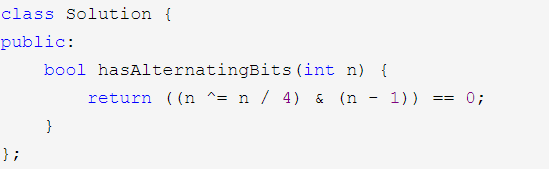 class Solution {
public:
    bool hasAlternatingBits(int n) {
        return ((n ^= n / 4) & (n - 1)) == 0;
    }
};